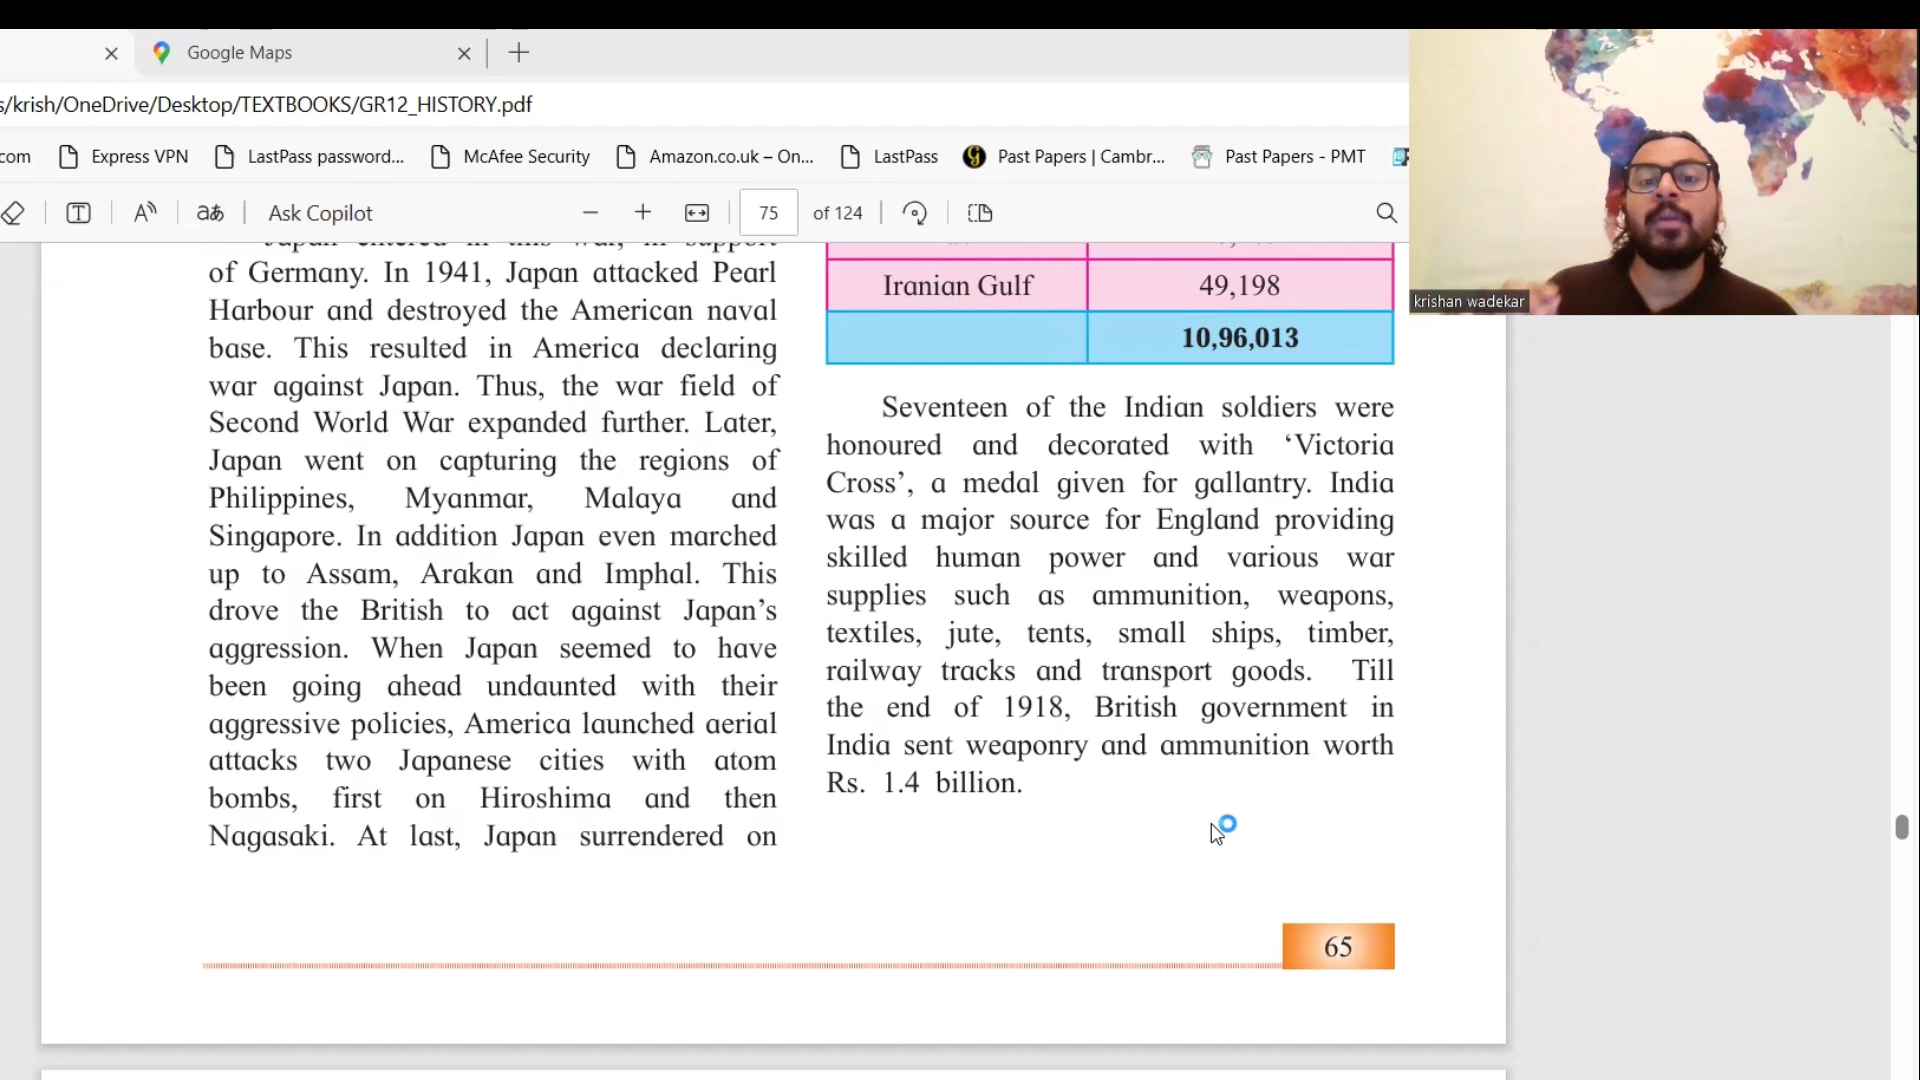 Google Maps
s/krish/OneDrive/Desktop/TEXTBOOKS/GR12_HISTORY.pdf
com Express VPN LastPass password... McAfee Security Amazon.co.uk – On... LastPass Past Papers | Cambr... Past Papers - PMT
Ask Copilot 75 of 124
krishan wadekar
Japan entered in this war, in support
of Germany. In 1941, Japan attacked Pearl
Harbour and destroyed the American naval
base. This resulted in America declaring
war against Japan. Thus, the war field of
Second World War expanded further. Later,
Japan went on capturing the regions of
Philippines, Myanmar, Malaya and
Singapore. In addition Japan even marched
up to Assam, Arakan and Imphal. This
drove the British to act against Japan's
aggression. When Japan seemed to have
been going ahead undaunted with their
aggressive policies, America launched aerial
attacks two Japanese cities with atom
bombs, first on Hiroshima and then
Nagasaki. At last, Japan surrendered on
Iranian Gulf 49,198
10,96,013
Seventeen of the Indian soldiers were
honoured and decorated with ‘Victoria
Cross’, a medal given for gallantry. India
was a major source for England providing
skilled human power and various war
supplies such as ammunition, weapons,
textiles, jute, tents, small ships, timber,
railway tracks and transport goods. Till
the end of 1918, British government in
India sent weaponry and ammunition worth
Rs. 1.4 billion.
65